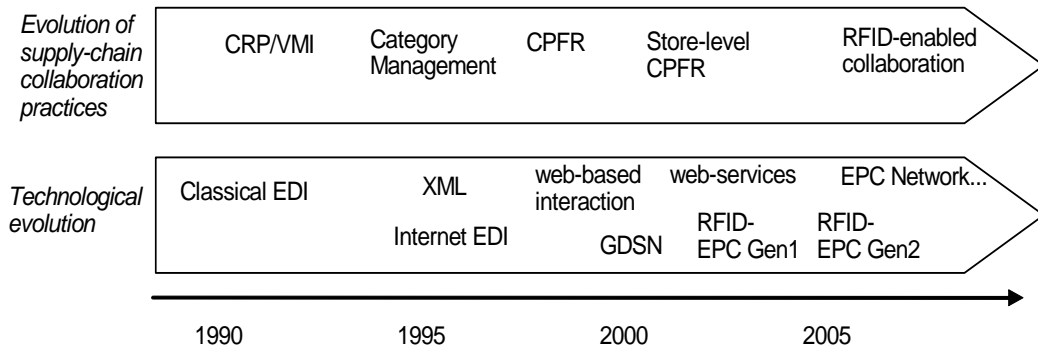 Evolution of
supply-chain
collaboration
practices
CRP/VMI
Category
Management
CPFR
Store-level
CPFR
RFID-enabled
collaboration
Technological
evolution
Classical EDI
XML
Internet EDI
web-based
interaction
GDSN
web-services
RFID-
EPC Gen1
EPC Network...
RFID-
EPC Gen2
1990
1995
2000
2005